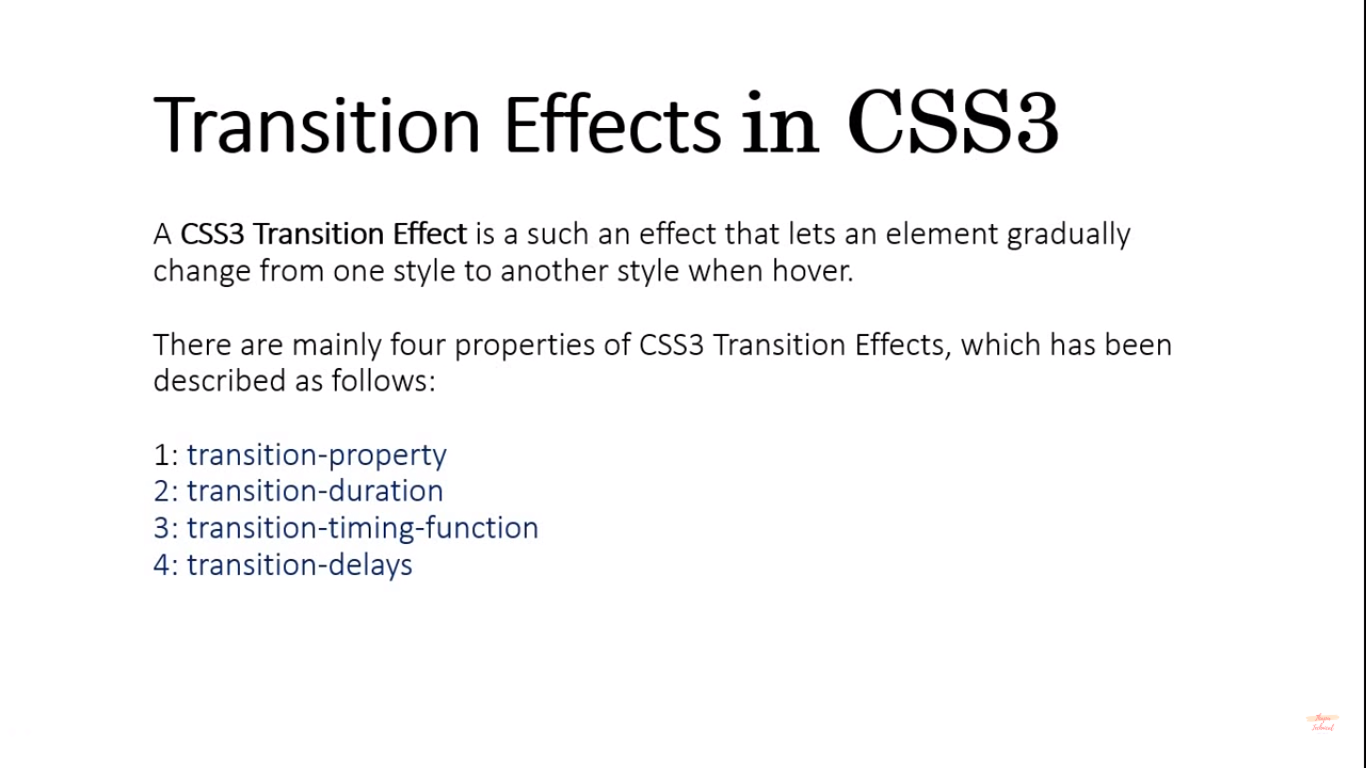 Transition Effects in CSS3
A CSS3 Transition Effect is a such an effect that lets an element gradually
change from one style to another style when hover.
There are mainly four properties of CSS3 Transition Effects, which has been
described as follows:
1: transition-property
2: transition-duration
3: transition-timing-function
4: transition-delays
Technical